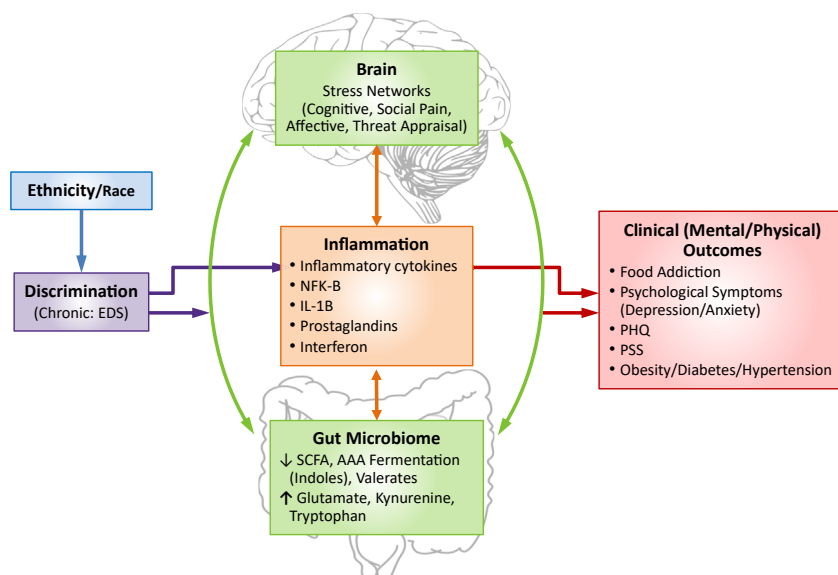 Brain
Stress Networks
(Cognitive, Social Pain,
Affective, Threat Appraisal)
Ethnicity/Race
Discrimination
(Chronic: EDS)
Inflammation
• Inflammatory cytokines
• NFK-B
• IL-1B
• Prostaglandins
• Interferon
Clinical (Mental/Physical)
Outcomes
• Food Addiction
• Psychological Symptoms
(Depression/Anxiety)
• PHQ
• PSS
• Obesity/Diabetes/Hypertension
Gut Microbiome
↓ SCFA, AAA Fermentation
(Indoles), Valerates
↑ Glutamate, Kynurenine,
Tryptophan